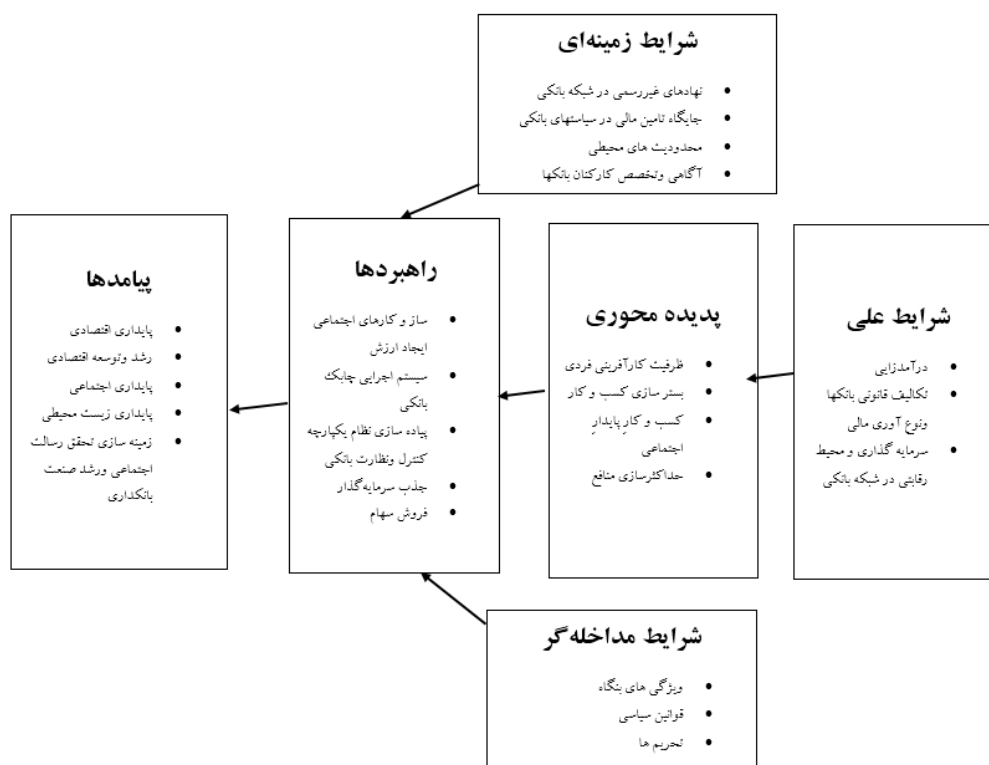 شرایط زمینه‌ای
• نهادهای غیررسمی در شبکه بانکی
• جایگاه تامین مالی در سیاستهای بانکی
• محدودیت های محیطی
• آگاهی وتخصص کارکنان بانکها
شرایط علی
• درآمدزایی
• تکالیف قانونی بانکها
ونوع آوری مالی
• سرمایه گذاری و محیط
رقابتی در شبکه بانکی
پدیده محوری
• ظرفیت کارآفرینی فردی
• بستر سازی کسب و کار
• کسب و کارِ پایدارِ
اجتماعی
• حداکثرسازی منافع
راهبردها
• ساز و کارهای اجتماعی
ایجاد ارزش
• سیستم اجرایی چابک
بانکی
• پیاده سازی نظام یکپارچه
کنترل ونظارت بانکی
• جذب سرمایه‌گذار
• فروش سهام
پیامدها
• پایداری اقتصادی
• رشد وتوسعه اقتصادی
• پایداری اجتماعی
• پایداری زیست محیطی
• زمینه سازی تحقق رسالت
اجتماعی ورشد صنعت
بانکداری
شرایط مداخله‌گر
• ویژگی های بنگاه
• قوانین سیاسی
• تحریم ها